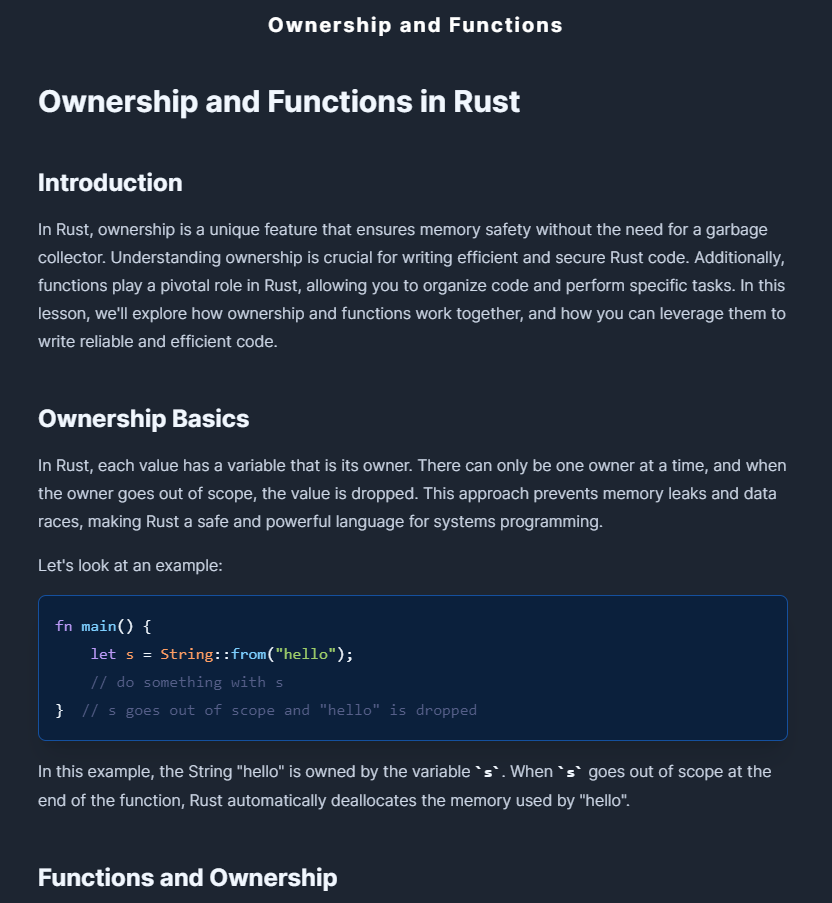 Ownership and Functions
Ownership and Functions in Rust
Introduction
In Rust, ownership is a unique feature that ensures memory safety without the need for a garbage
collector. Understanding ownership is crucial for writing efficient and secure Rust code. Additionally,
functions play a pivotal role in Rust, allowing you to organize code and perform specific tasks. In this
lesson, we'll explore how ownership and functions work together, and how you can leverage them to
write reliable and efficient code.
Ownership Basics
In Rust, each value has a variable that is its owner. There can only be one owner at a time, and when
the owner goes out of scope, the value is dropped. This approach prevents memory leaks and data
races, making Rust a safe and powerful language for systems programming.
Let's look at an example:
fn main() {
    let s = String::from("hello");
    // do something with s
}  // s goes out of scope and "hello" is dropped
In this example, the String "hello" is owned by the variable `s`. When `s` goes out of scope at the
end of the function, Rust automatically deallocates the memory used by "hello".
Functions and Ownership